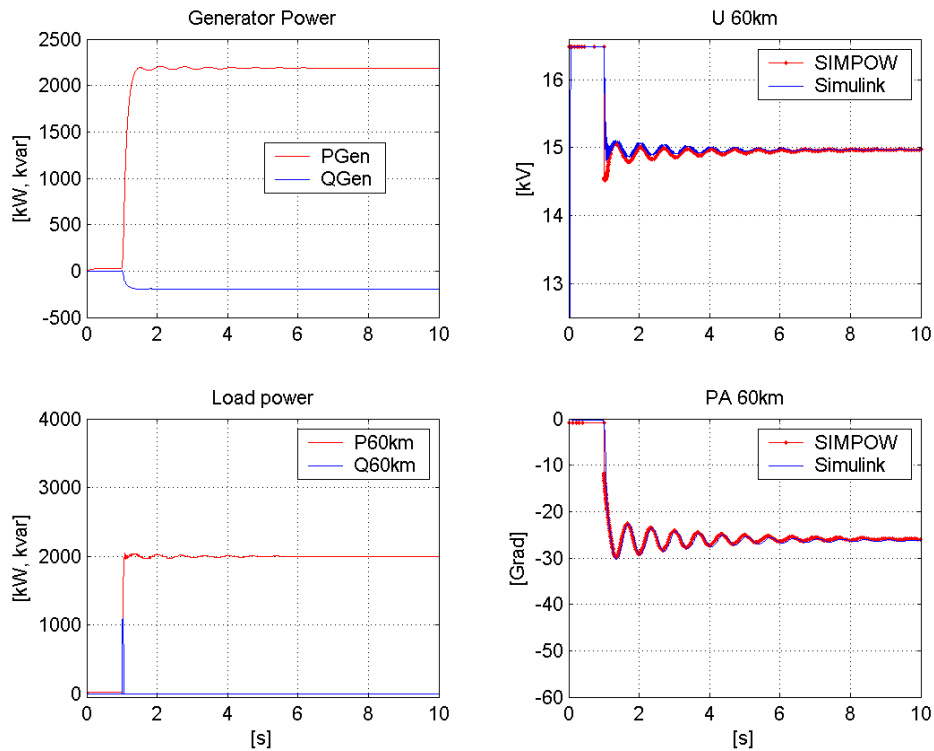 Generator Power
2500
2000
1500
1000
500
0
-500
[kW, kvar]
PGen
QGen
0 2 4 6 8 10
U 60km
16
15
14
13
[kV]
SIMPOW
Simulink
0 2 4 6 8 10
Load power
4000
3000
2000
1000
0
[kW, kvar]
P60km
Q60km
0 2 4 6 8 10
[s]
PA 60km
0
-10
-20
-30
-40
-50
-60
[Grad]
SIMPOW
Simulink
0 2 4 6 8 10
[s]